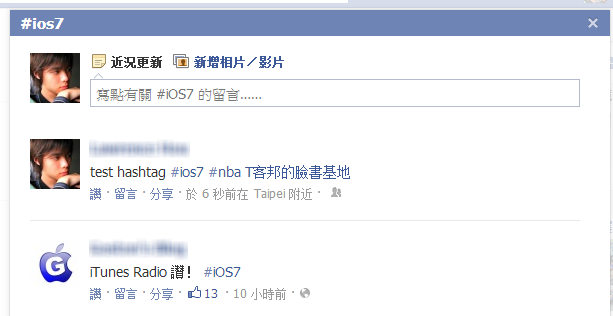 #ios7
近況更新 新增相片／影片
寫點有關 #iOS7 的留言......
test hashtag #ios7 #nba T客邦的臉書基地
讚 · 留言 · 分享 · 於 6 秒前在 Taipei 附近 ·
iTunes Radio 讚！ #iOS7
讚 · 留言 · 分享 · 13 · 10 小時前 ·